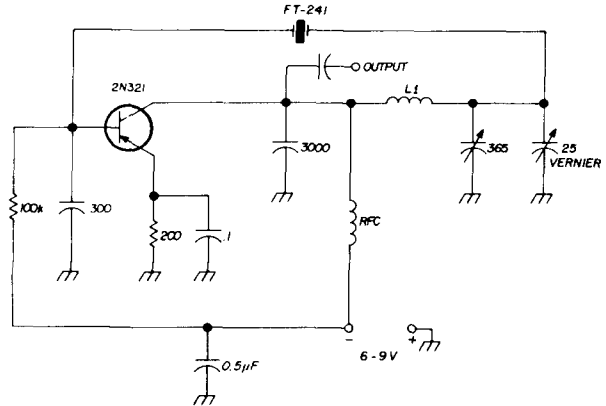 FT-241
OUTPUT
2N321
L1
3000
365
25
VERNIER
100k
300
200
.1
RFC
- +
6-9V
0.5µF